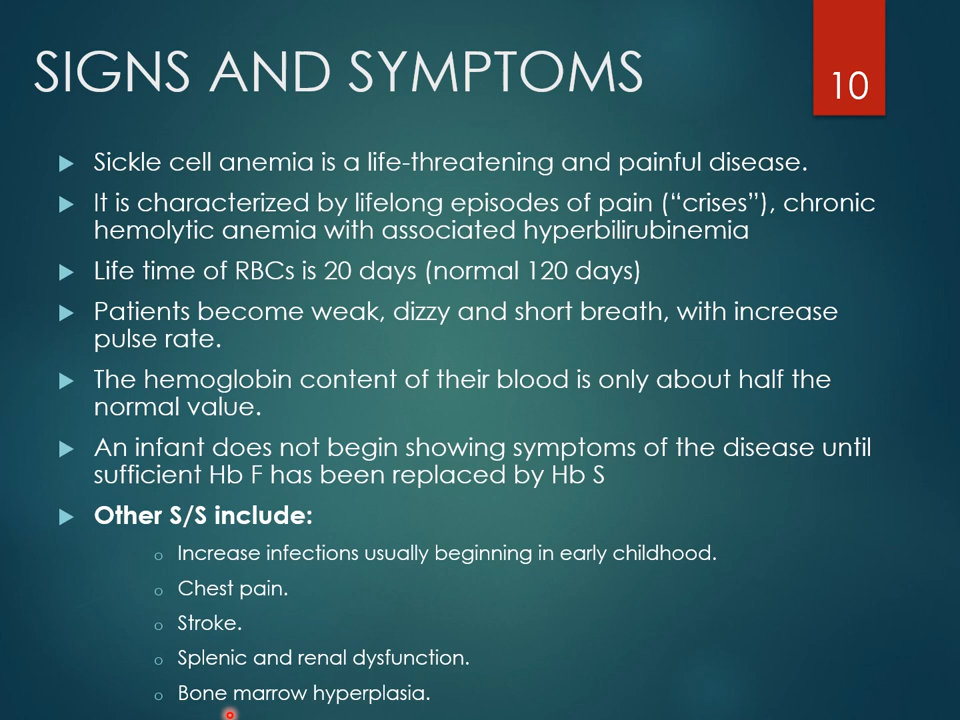 SIGNS AND SYMPTOMS
10
Sickle cell anemia is a life-threatening and painful disease.
It is characterized by lifelong episodes of pain (“crises”), chronic
hemolytic anemia with associated hyperbilirubinemia
Life time of RBCs is 20 days (normal 120 days)
Patients become weak, dizzy and short breath, with increase
pulse rate.
The hemoglobin content of their blood is only about half the
normal value.
An infant does not begin showing symptoms of the disease until
sufficient Hb F has been replaced by Hb S
Other S/S include:
Increase infections usually beginning in early childhood.
Chest pain.
Stroke.
Splenic and renal dysfunction.
Bone marrow hyperplasia.